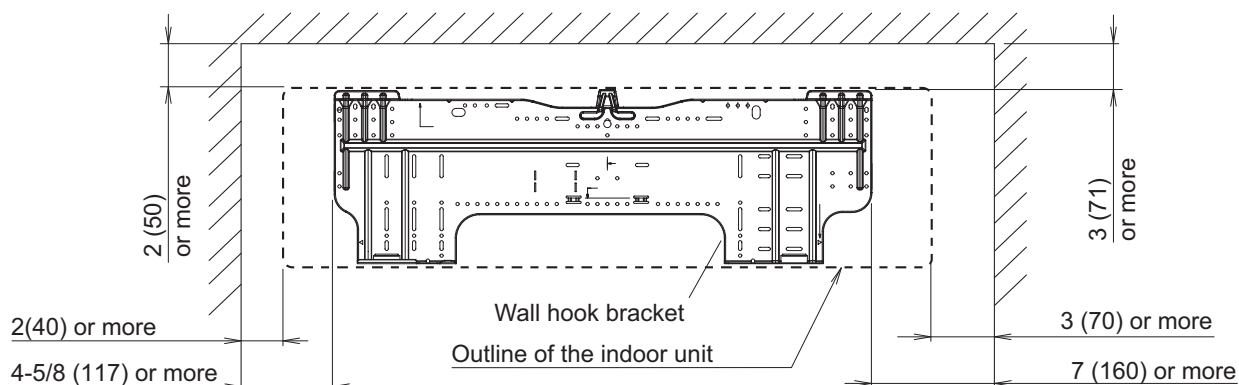 2 (50)
or more
3 (71)
or more
Wall hook bracket
2(40) or more
3 (70) or more
Outline of the indoor unit
4-5/8 (117) or more
7 (160) or more